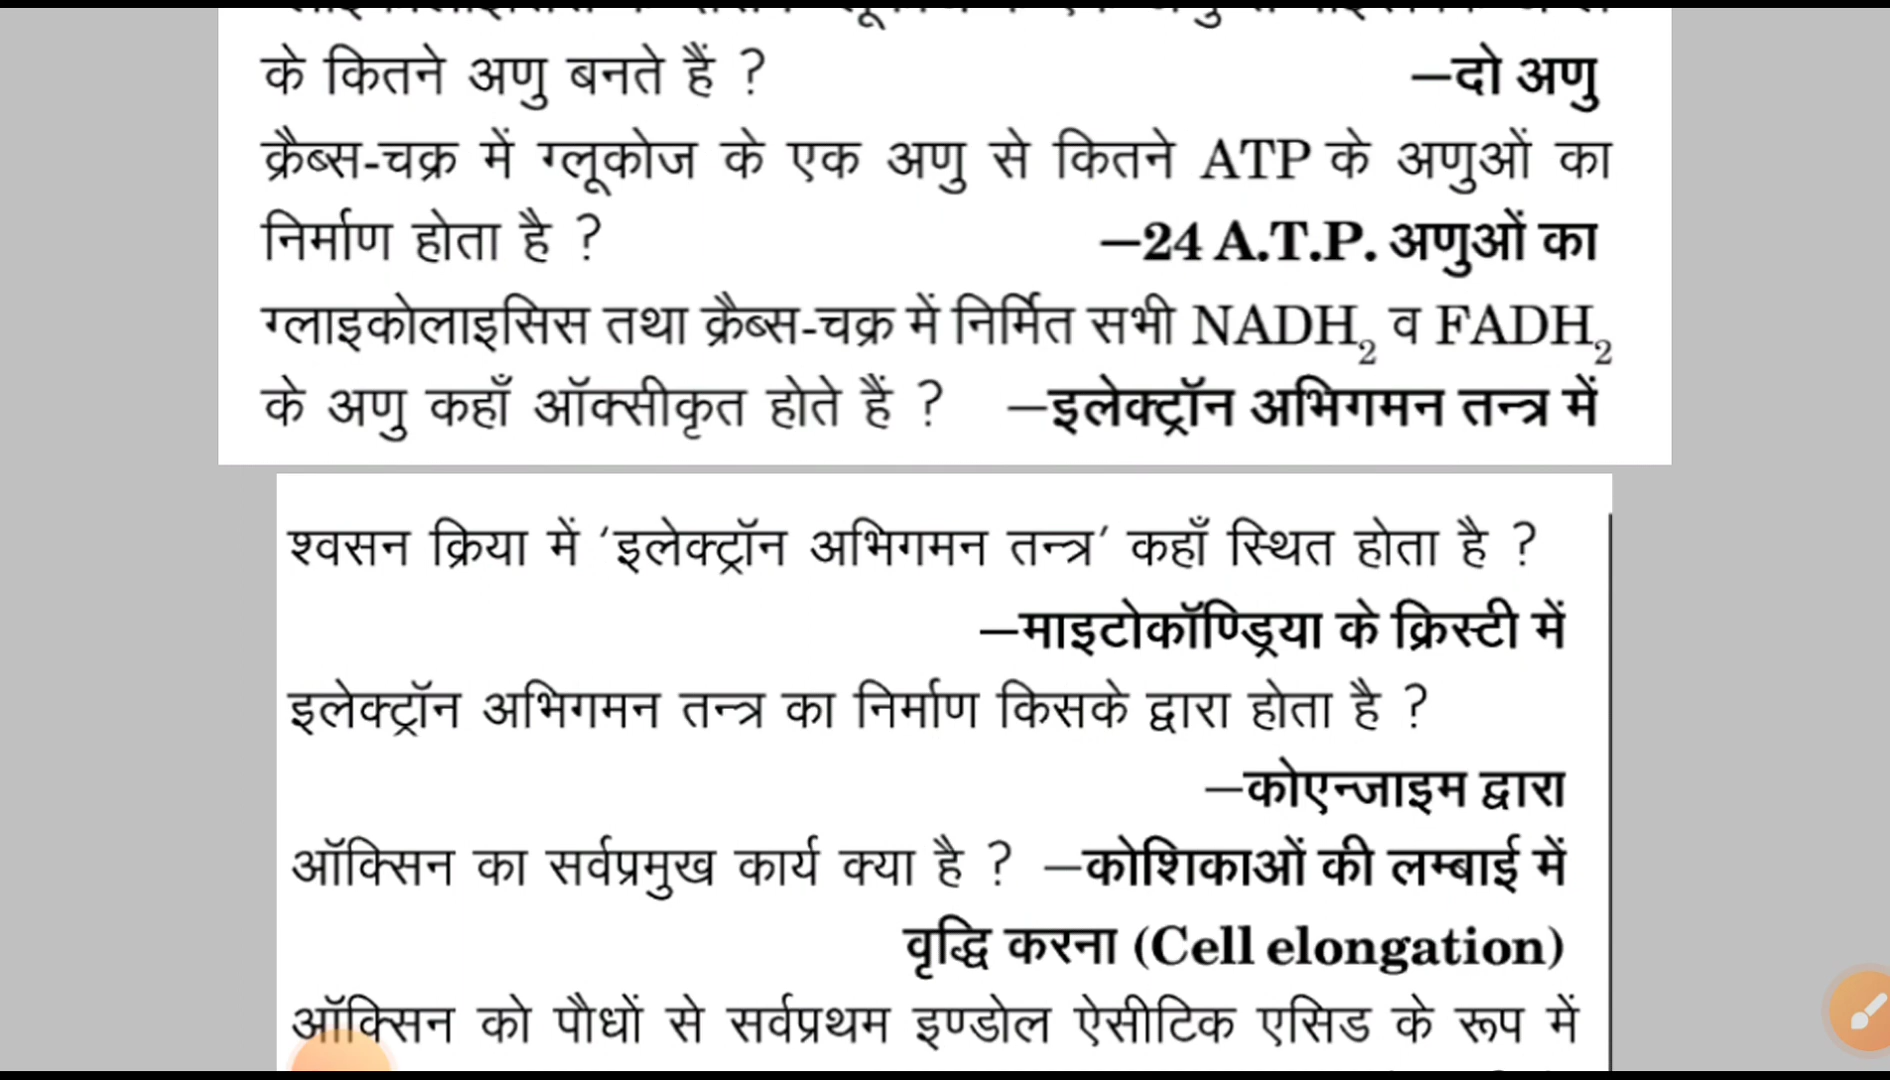 के कितने अणु बनते हैं ? –दो अणु
क्रैब्स-चक्र में ग्लूकोज के एक अणु से कितने ATP के अणुओं का
निर्माण होता है ? –24 A.T.P. अणुओं का
ग्लाइकोलाइसिस तथा क्रैब्स-चक्र में निर्मित सभी NADH₂ व FADH₂
के अणु कहाँ ऑक्सीकृत होते हैं ? –इलेक्ट्रॉन अभिगमन तन्त्र में
श्वसन क्रिया में ‘इलेक्ट्रॉन अभिगमन तन्त्र’ कहाँ स्थित होता है ?
–माइटोकॉण्ड्रिया के क्रिस्टी में
इलेक्ट्रॉन अभिगमन तन्त्र का निर्माण किसके द्वारा होता है ?
–कोएन्जाइम द्वारा
ऑक्सिन का सर्वप्रमुख कार्य क्या है ? –कोशिकाओं की लम्बाई में
वृद्धि करना (Cell elongation)
ऑक्सिन को पौधों से सर्वप्रथम इण्डोल ऐसीटिक एसिड के रूप में